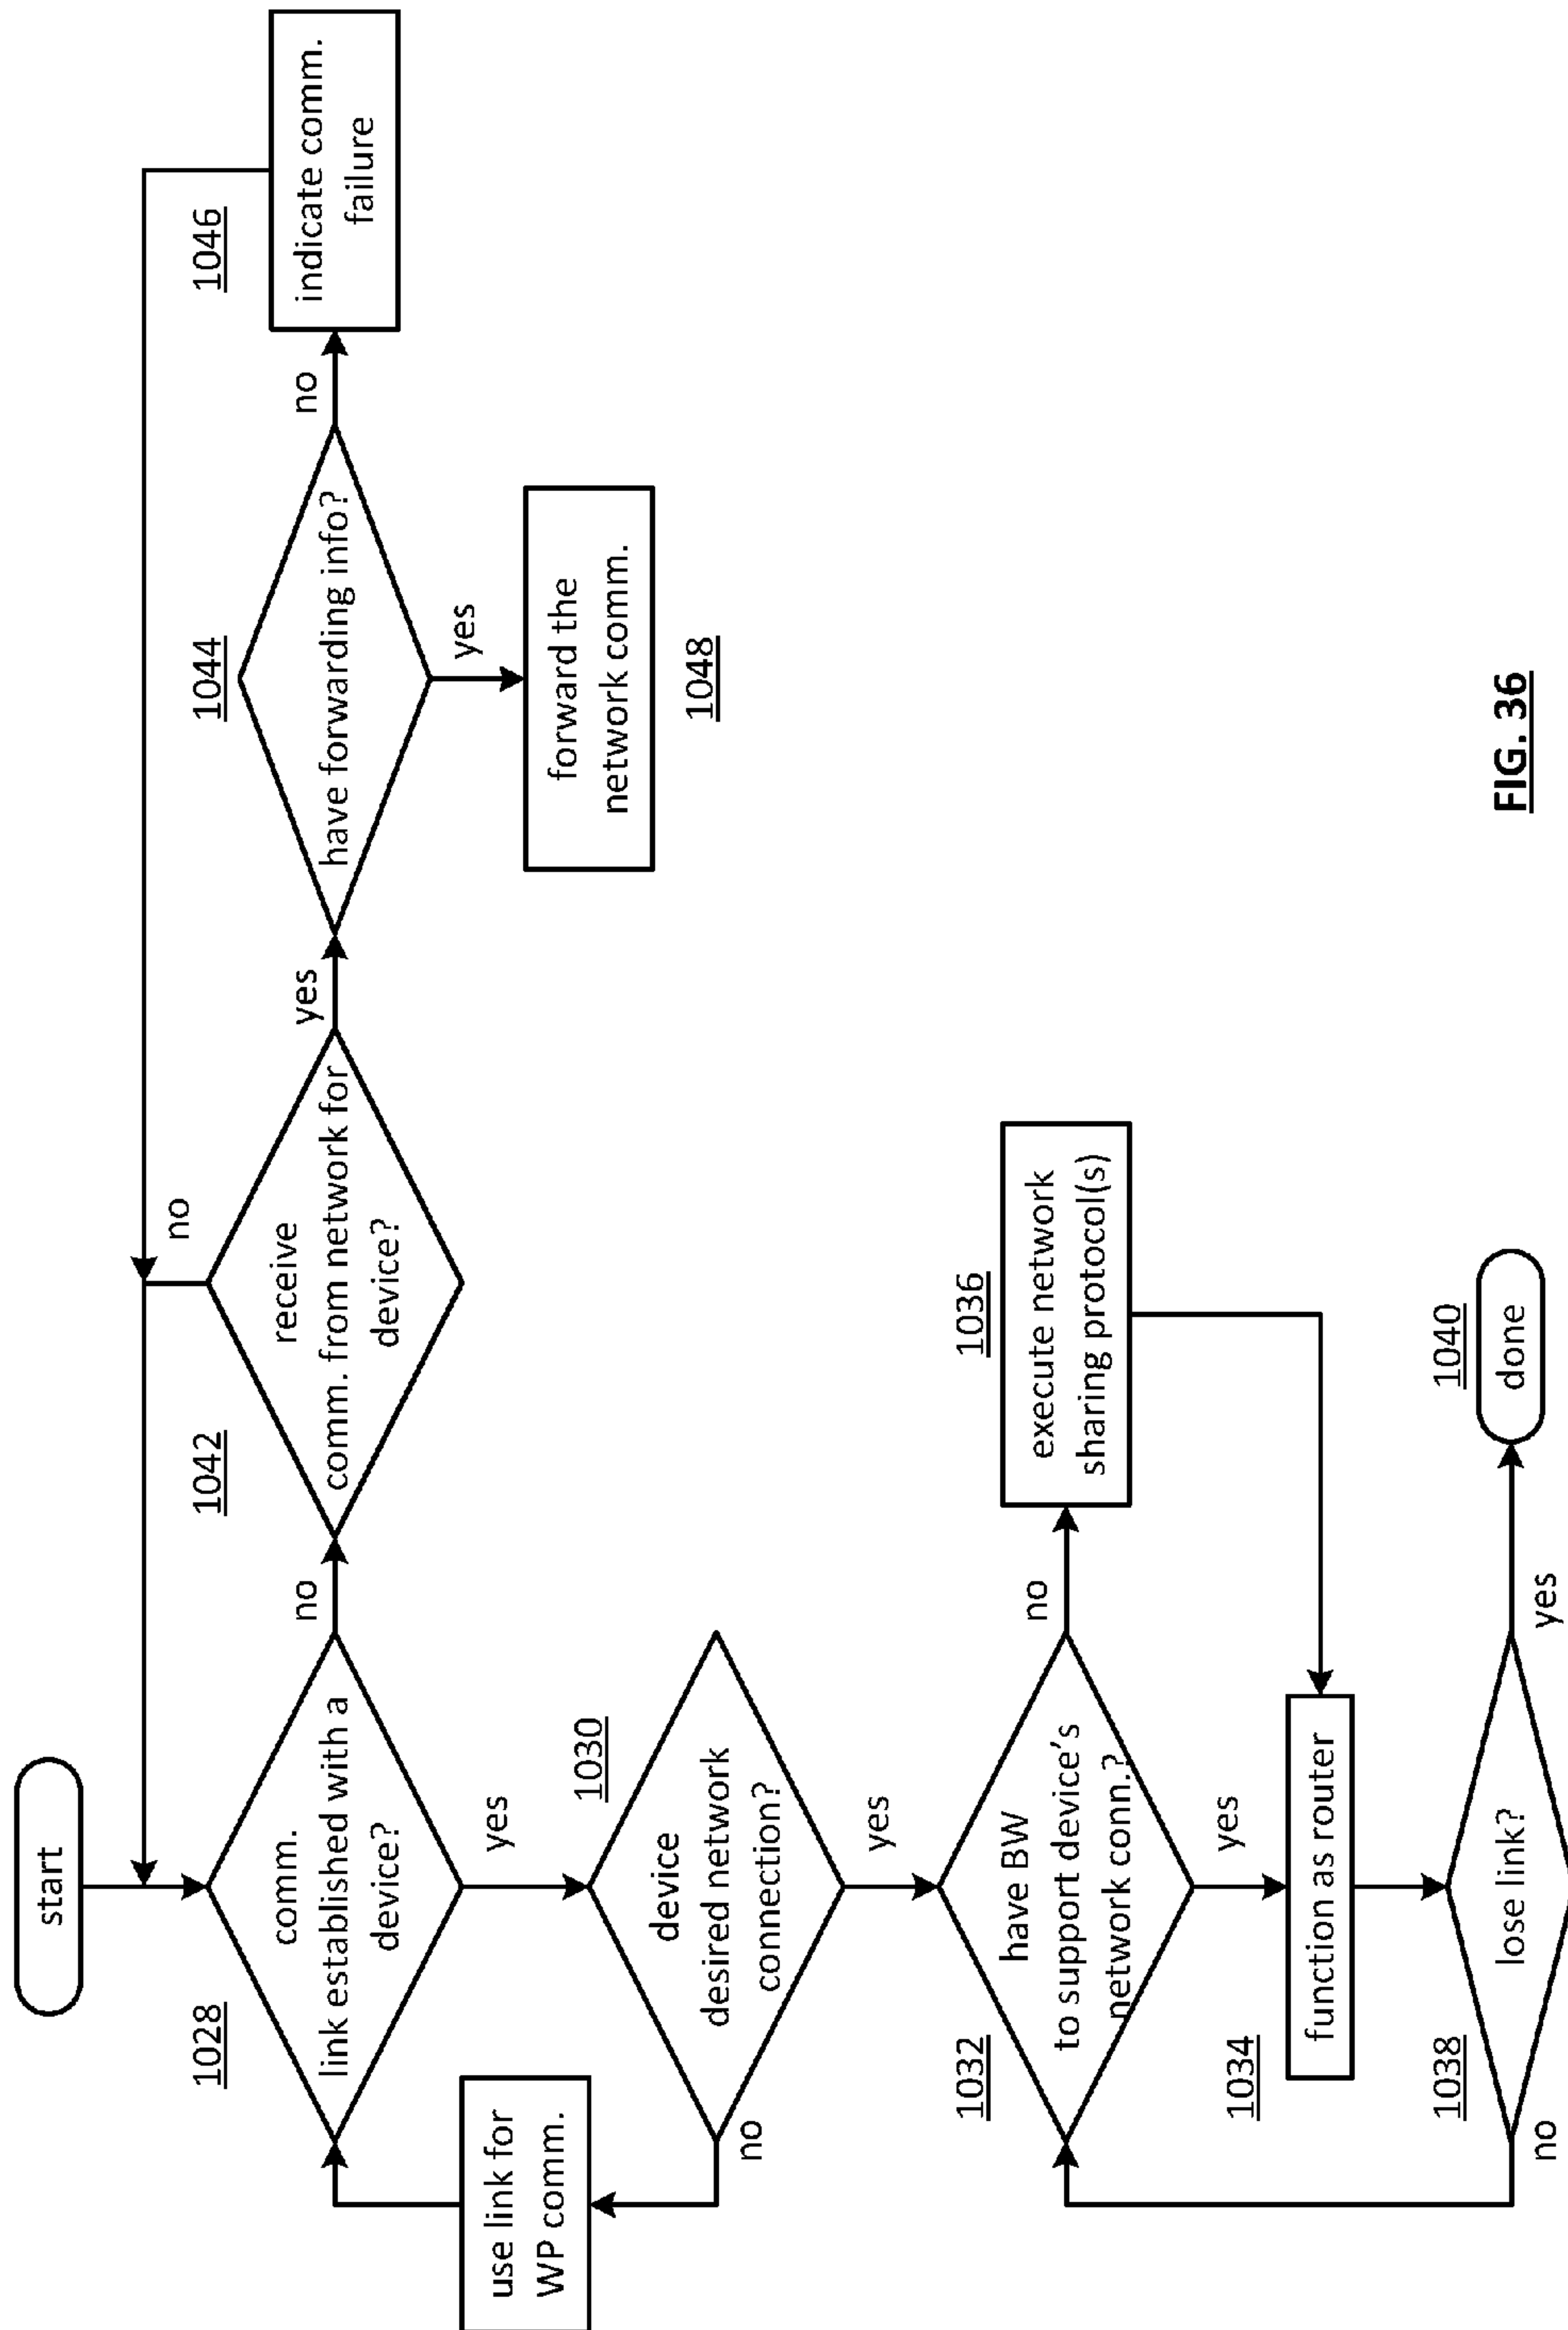 start
1028
comm.
link established with a
device?
no
yes
1042
receive
comm. from network for
device?
no
yes
1044
have forwarding info?
no
yes
1046
indicate comm.
failure
forward the
network comm.
1048
use link for
WP comm.
1030
device
desired network
connection?
no
yes
1032
have BW
to support device's
network conn.?
no
yes
1036
execute network
sharing protocol(s)
1034
function as router
1038
lose link?
no
yes
1040
done
FIG. 36